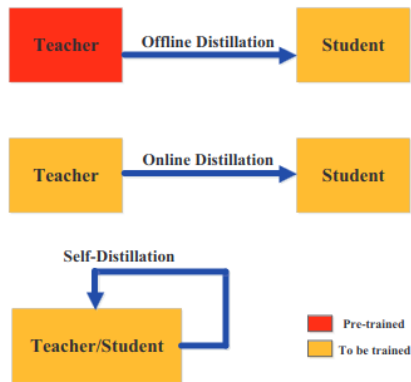 Teacher
Offline Distillation
Student
Teacher
Online Distillation
Student
Self-Distillation
Teacher/Student
Pre-trained
To be trained